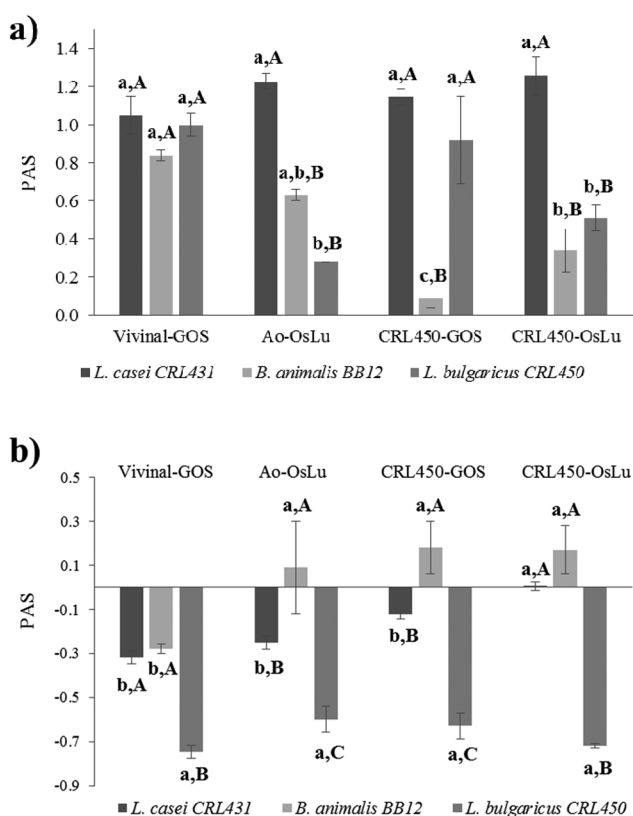 a)
1.4
1.2
1.0
0.8
0.6
0.4
0.2
0.0
PAS
a,A
a,A
a,A
a,A
a,b,B
b,B
a,A
c,B
a,A
a,A
b,B
b,B
Vivinal-GOS Ao-OsLu CRL450-GOS CRL450-OsLu
L. casei CRL431 B. animalis BB12 L. bulgaricus CRL450
b)
0.5
0.3
0.1
-0.1
-0.3
-0.5
-0.7
-0.9
PAS
Vivinal-GOS Ao-OsLu CRL450-GOS CRL450-OsLu
b,A
b,A
a,B
b,B
a,A
a,C
b,B
a,A
a,C
a,A
a,A
a,B
L. casei CRL431 B. animalis BB12 L. bulgaricus CRL450